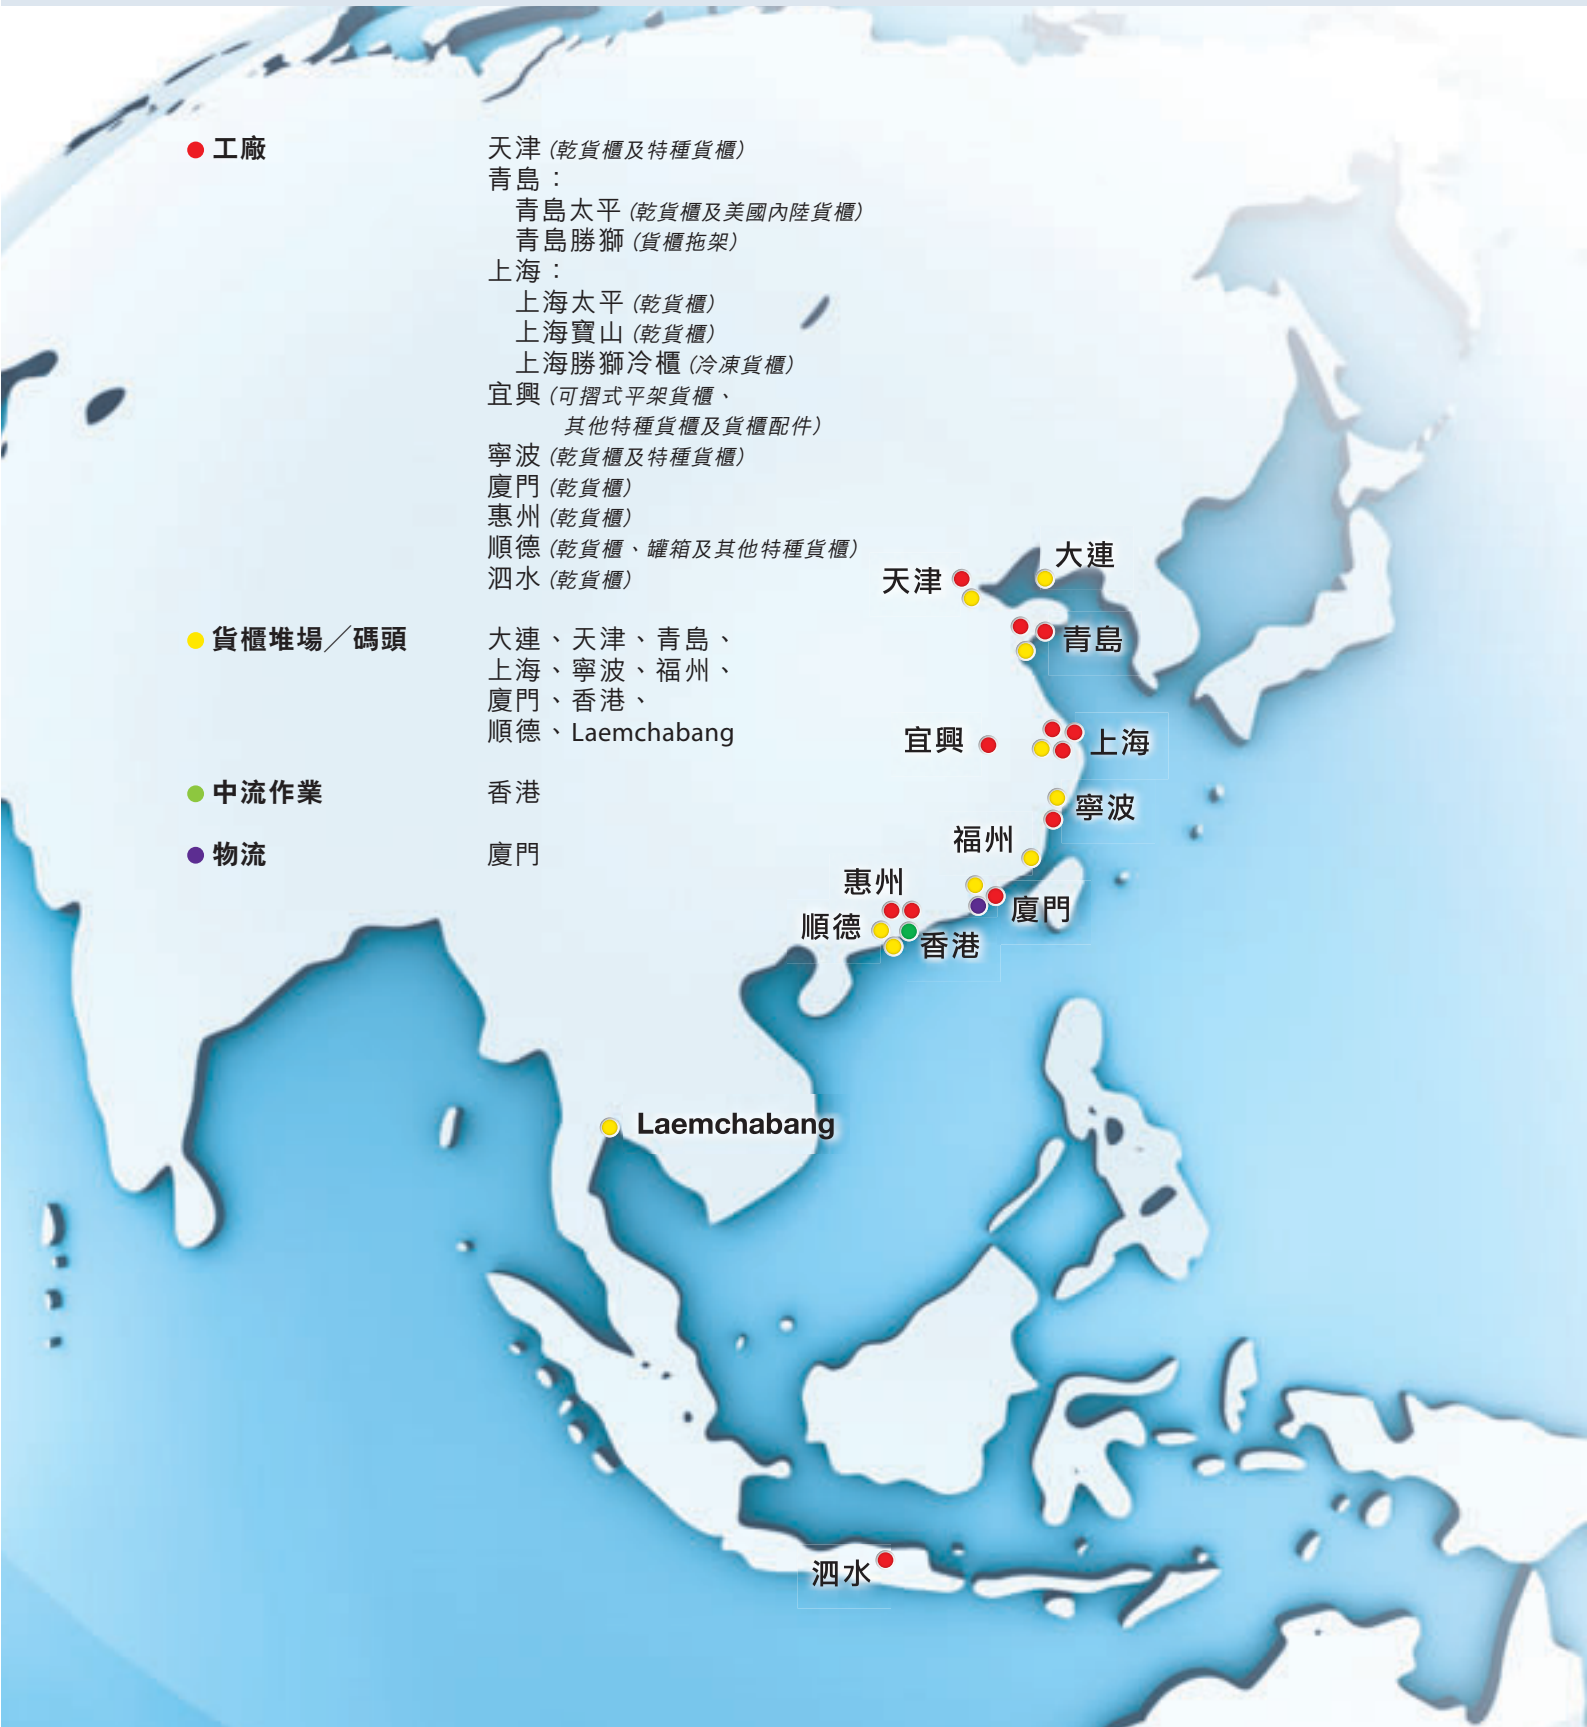 工廠
天津 (乾貨櫃及特種貨櫃)
青島：
青島太平 (乾貨櫃及美國內陸貨櫃)
青島勝獅 (貨櫃拖架)
上海：
上海太平 (乾貨櫃)
上海寶山 (乾貨櫃)
上海勝獅冷櫃 (冷凍貨櫃)
宜興 (可摺式平架貨櫃、
其他特種貨櫃及貨櫃配件)
寧波 (乾貨櫃及特種貨櫃)
廈門 (乾貨櫃)
惠州 (乾貨櫃)
順德 (乾貨櫃、罐箱及其他特種貨櫃)
泗水 (乾貨櫃)
貨櫃堆場／碼頭
大連、天津、青島、
上海、寧波、福州、
廈門、香港、
順德、Laemchabang
中流作業
香港
物流
廈門
大連
天津
青島
宜興
上海
寧波
福州
惠州
廈門
順德
香港
Laemchabang
泗水